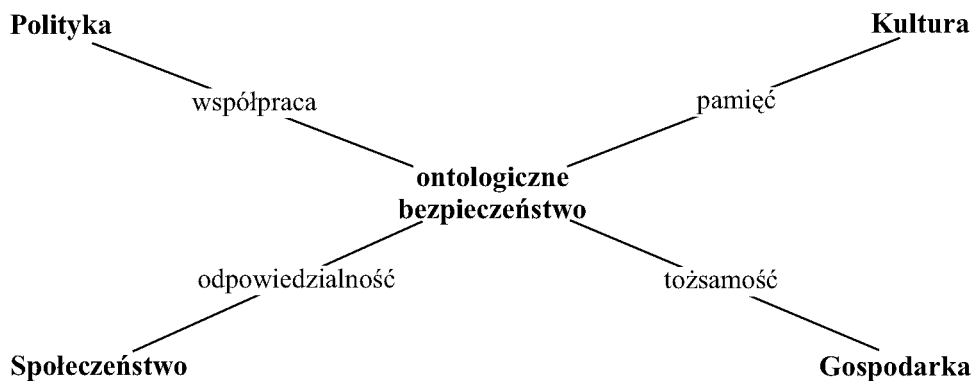 Polityka
Kultura
współpraca
pamięć
ontologiczne
bezpieczeństwo
odpowiedzialność
tożsamość
Społeczeństwo
Gospodarka